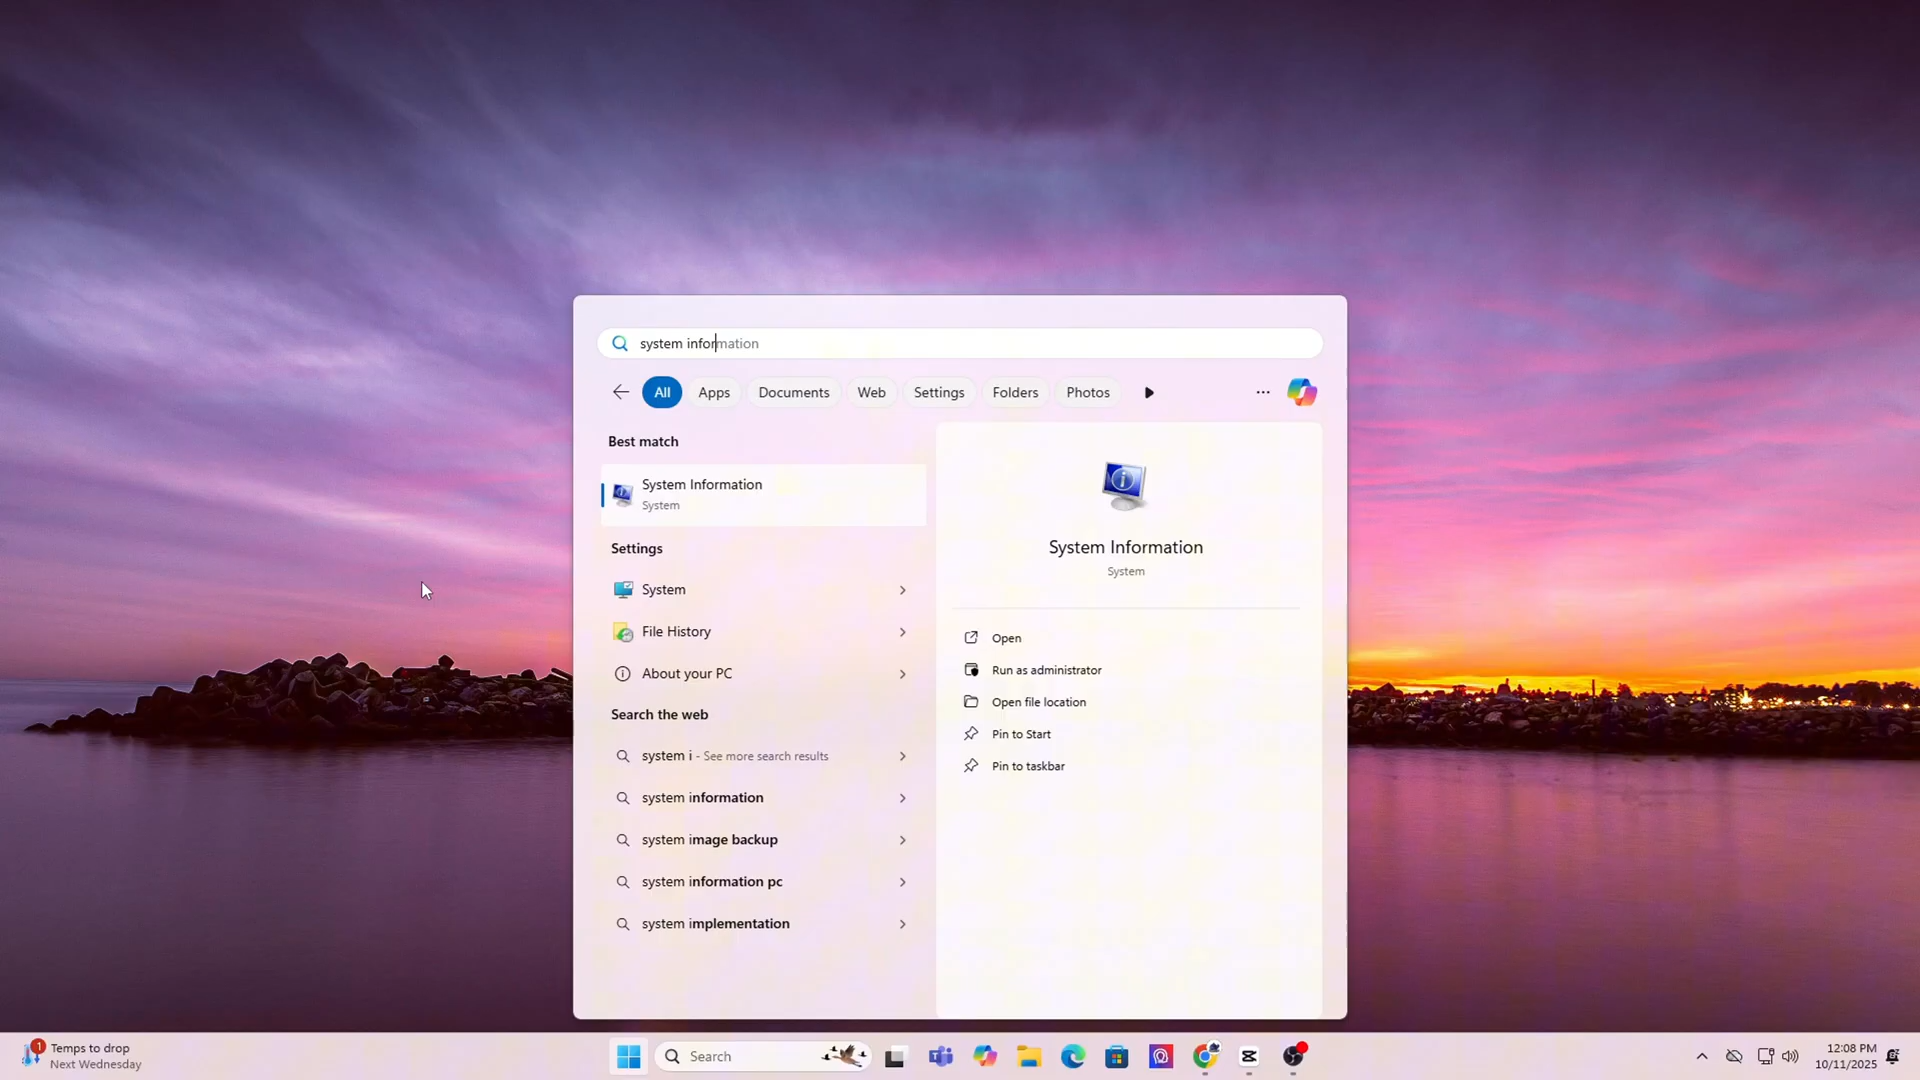 system information
All
Apps
Documents
Web
Settings
Folders
Photos
Best match
System Information
System
Settings
System
File History
About your PC
Search the web
system i - See more search results
system information
system image backup
system information pc
system implementation
System Information
System
Open
Run as administrator
Open file location
Pin to Start
Pin to taskbar
1
Temps to drop
Next Wednesday
Search
12:08 PM
10/11/2025